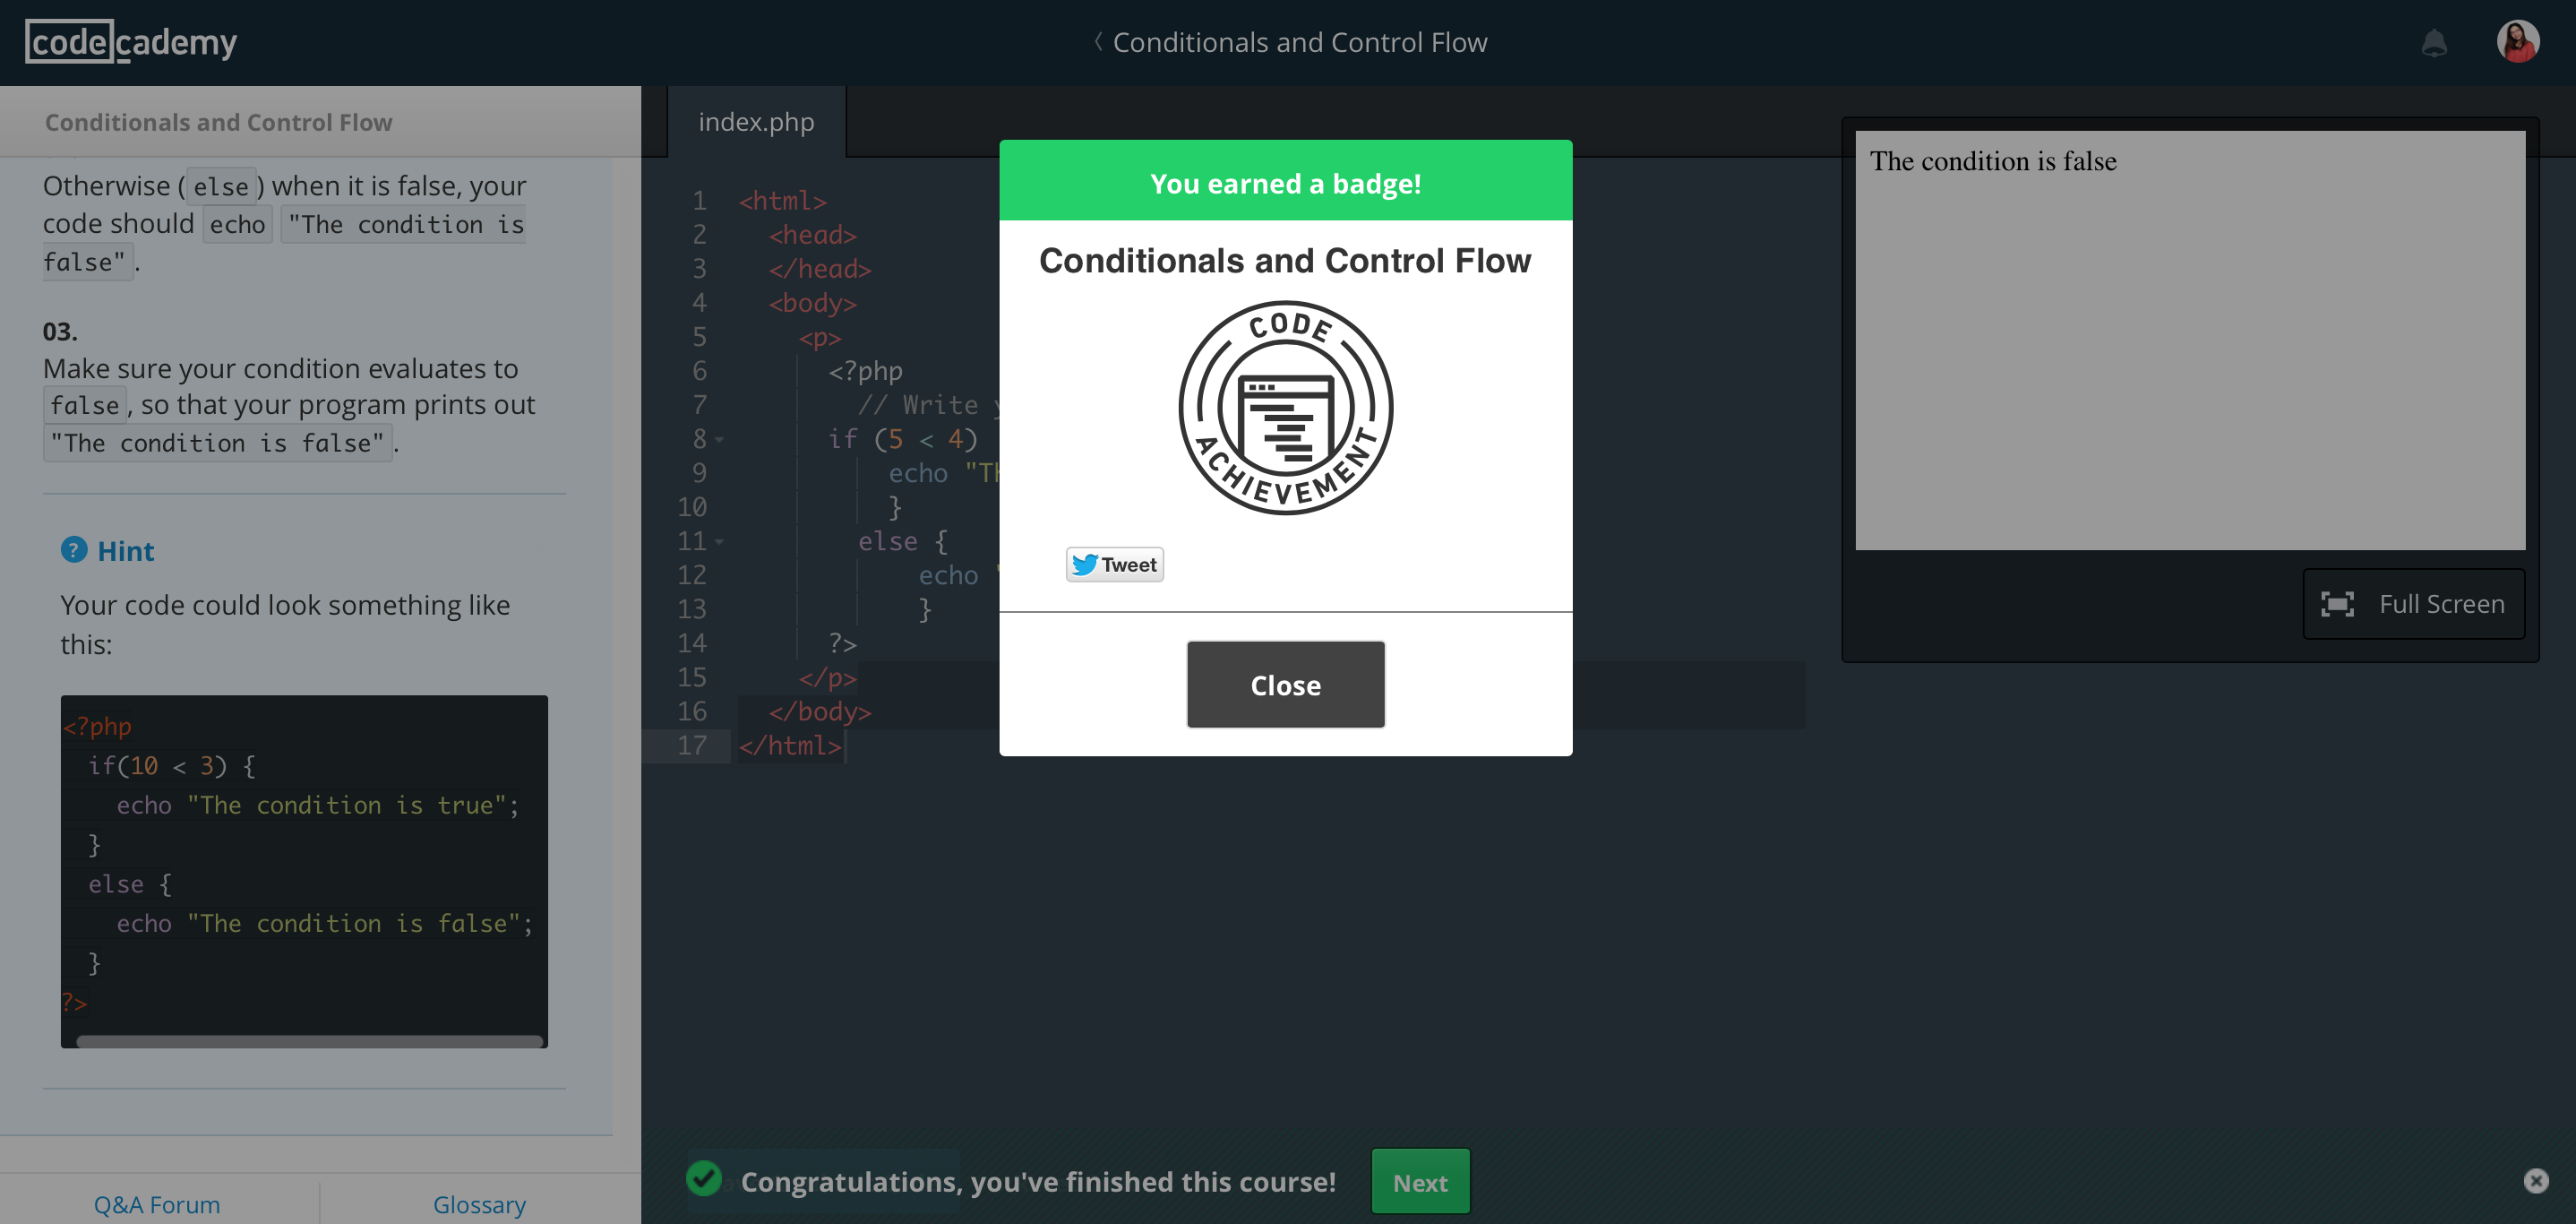 codecademy
Conditionals and Control Flow
Conditionals and Control Flow
Otherwise ( else ) when it is false, your
code should echo "The condition is
false" .
03.
Make sure your condition evaluates to
false , so that your program prints out
"The condition is false" .
? Hint
Your code could look something like
this:
<?php
if(10 < 3) {
echo "The condition is true";
}
else {
echo "The condition is false";
}
?>
Q&A Forum
Glossary
index.php
1 <html>
2 <head>
3 </head>
4 <body>
5 <p>
6 <?php
7 // Write
8 if (5 < 4)
9 echo "Th
10 }
11 else {
12 echo "
13 }
14 ?>
15 </p>
16 </body>
17 </html>
You earned a badge!
Conditionals and Control Flow
CODE
ACHIEVEMENT
Tweet
Close
The condition is false
Full Screen
Congratulations, you've finished this course!
Next